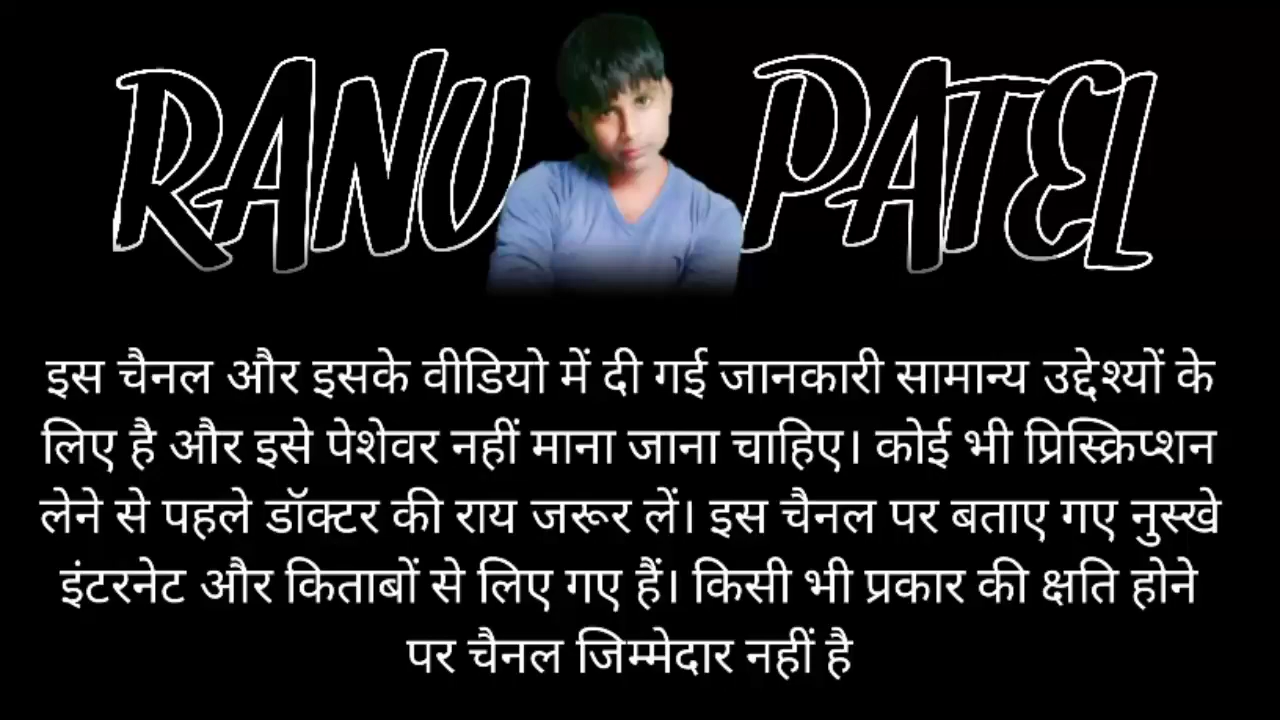 RANU PATEL
इस चैनल और इसके वीडियो में दी गई जानकारी सामान्य उद्देश्यों के
लिए है और इसे पेशेवर नहीं माना जाना चाहिए। कोई भी प्रिस्क्रिप्शन
लेने से पहले डॉक्टर की राय जरूर लें। इस चैनल पर बताए गए नुस्खे
इंटरनेट और किताबों से लिए गए हैं। किसी भी प्रकार की क्षति होने
पर चैनल जिम्मेदार नहीं है